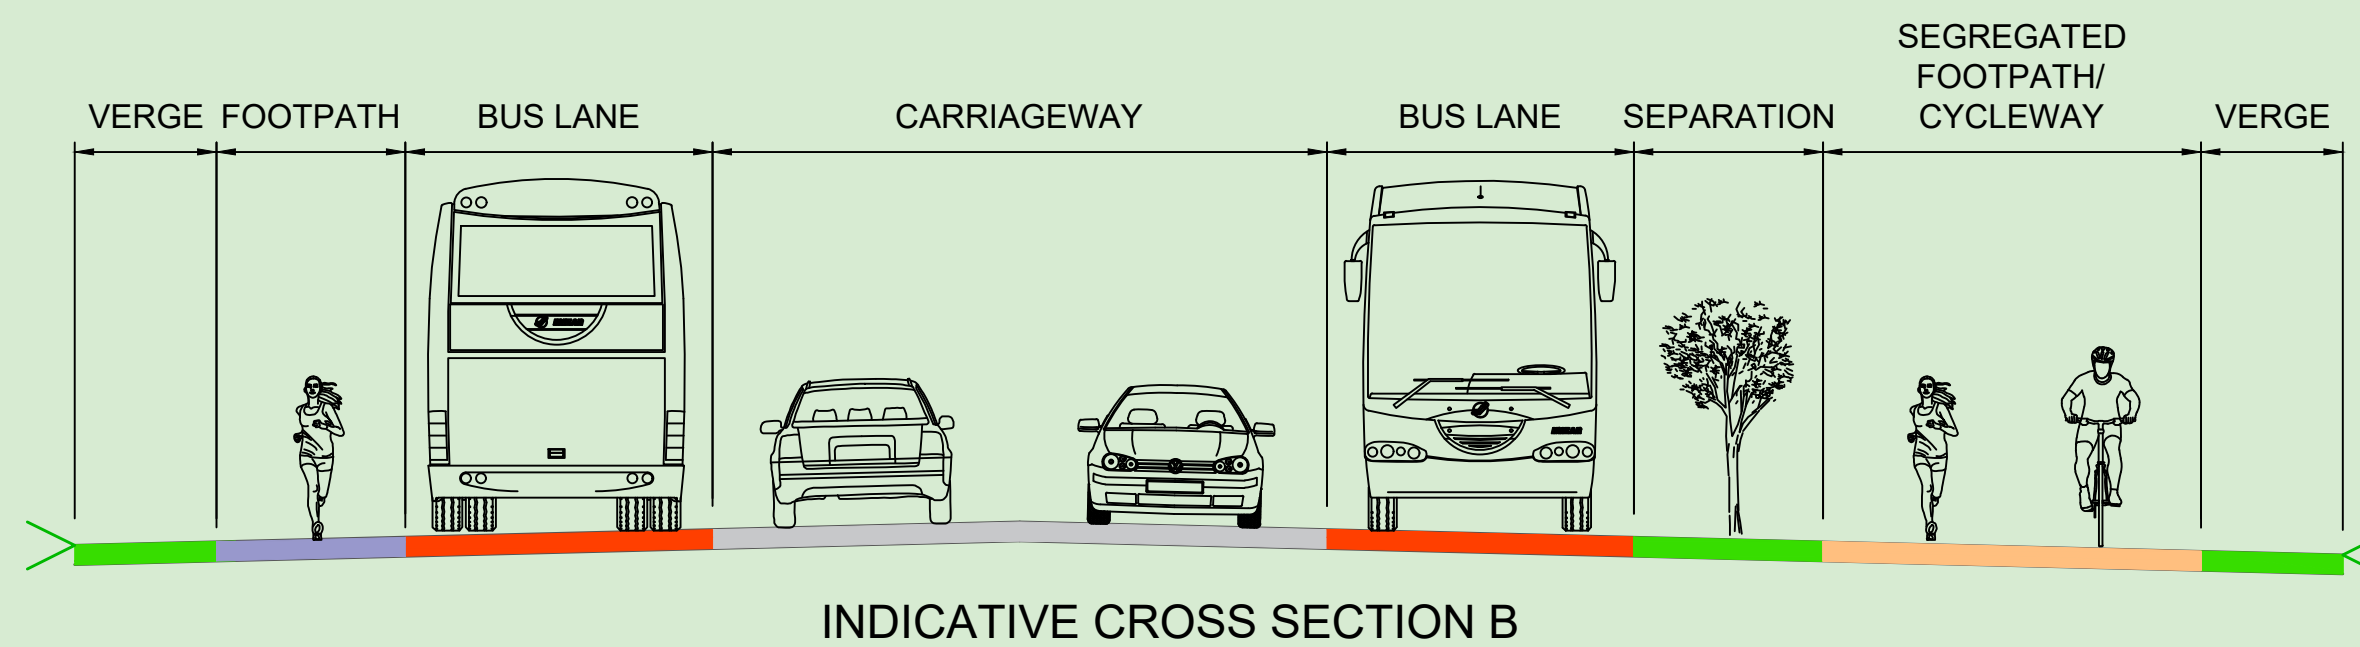 SEGREGATED
FOOTPATH/
VERGE FOOTPATH BUS LANE CARRIAGEWAY BUS LANE SEPARATION CYCLEWAY VERGE
INDICATIVE CROSS SECTION B